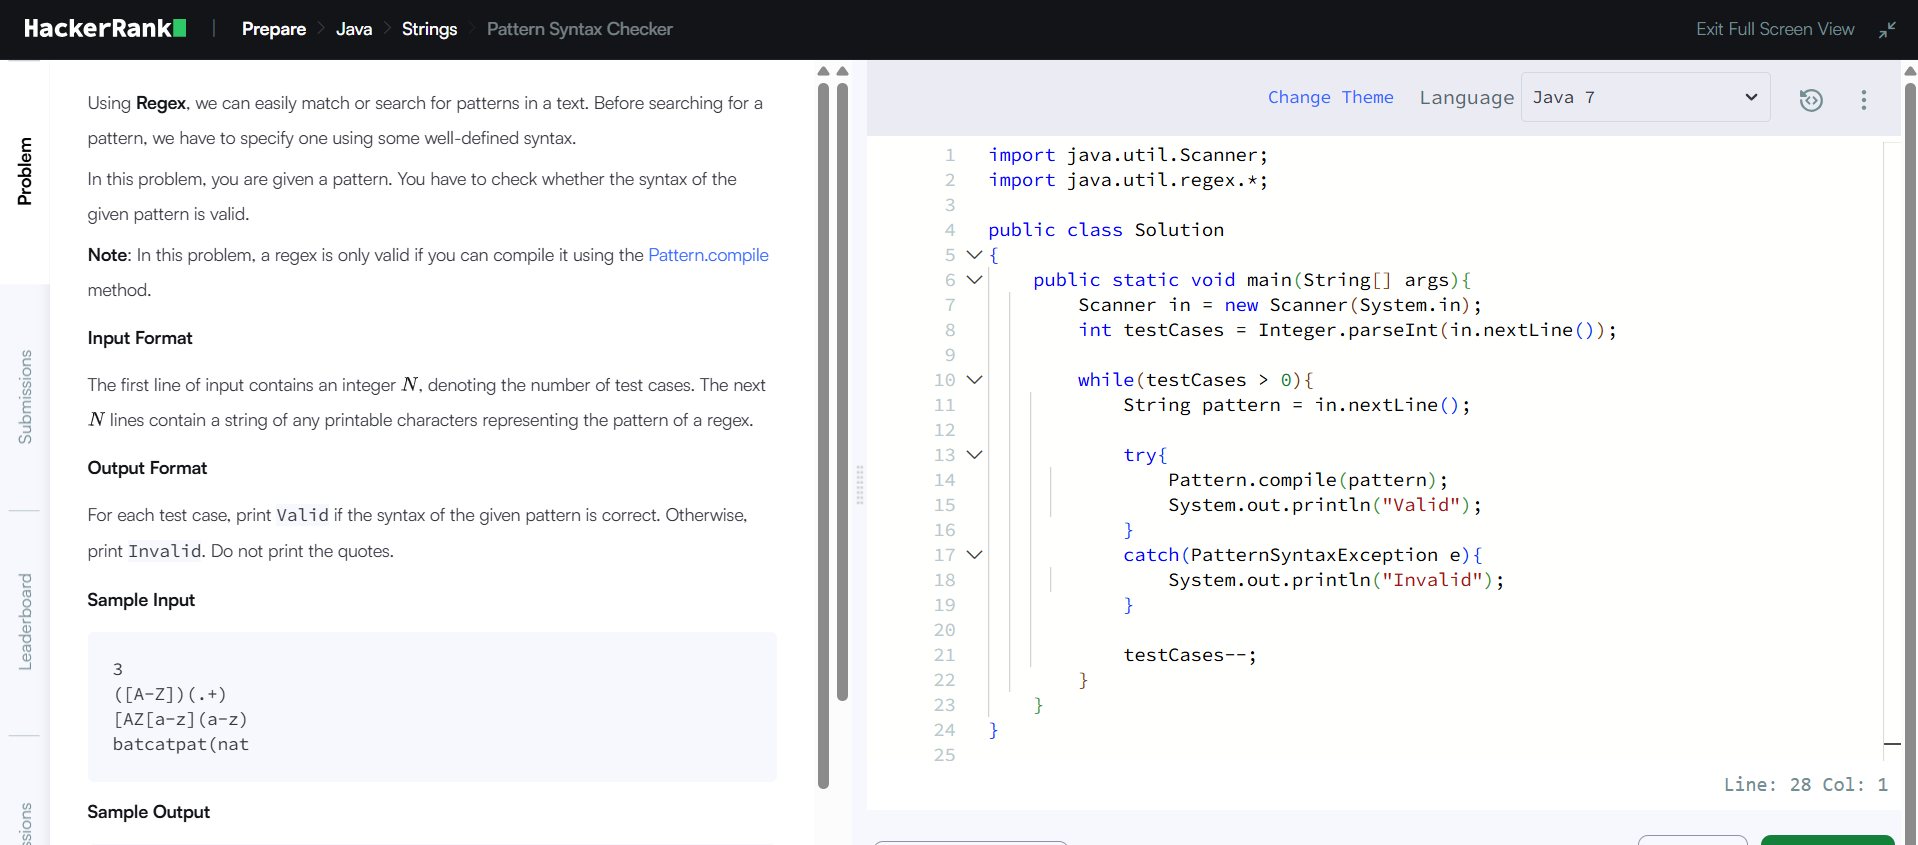 HackerRank | Prepare > Java > Strings > Pattern Syntax Checker
Exit Full Screen View
Problem
Submissions
Leaderboard
Using Regex, we can easily match or search for patterns in a text. Before searching for a
pattern, we have to specify one using some well-defined syntax.
In this problem, you are given a pattern. You have to check whether the syntax of the
given pattern is valid.
Note: In this problem, a regex is only valid if you can compile it using the Pattern.compile
method.
Input Format
The first line of input contains an integer N, denoting the number of test cases. The next
N lines contain a string of any printable characters representing the pattern of a regex.
Output Format
For each test case, print Valid if the syntax of the given pattern is correct. Otherwise,
print Invalid. Do not print the quotes.
Sample Input
3
([A-Z])(.+)
[AZ[a-z](a-z)
batcatpat(nat
Sample Output
Change Theme Language Java 7
1 import java.util.Scanner;
2 import java.util.regex.*;
3
4 public class Solution
5 {
6     public static void main(String[] args){
7         Scanner in = new Scanner(System.in);
8         int testCases = Integer.parseInt(in.nextLine());
9
10         while(testCases > 0){
11             String pattern = in.nextLine();
12
13             try{
14                 Pattern.compile(pattern);
15                 System.out.println("Valid");
16             }
17             catch(PatternSyntaxException e){
18                 System.out.println("Invalid");
19             }
20
21             testCases--;
22         }
23     }
24 }
25
Line: 28 Col: 1